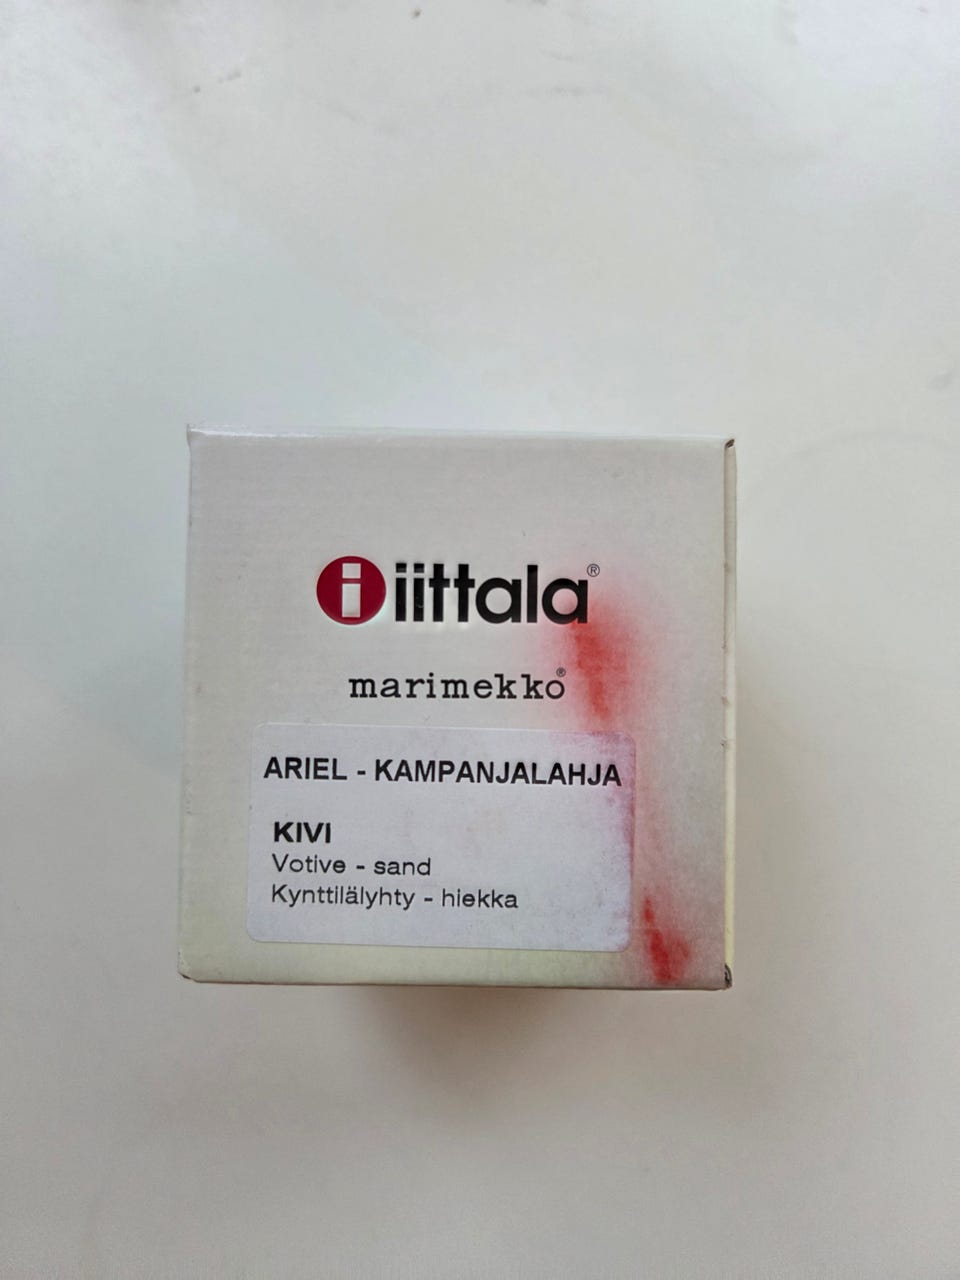 i iittala®
marimekko®
ARIEL - KAMPANJALAHJA
KIVI
Votive - sand
Kynttilälyhty - hiekka